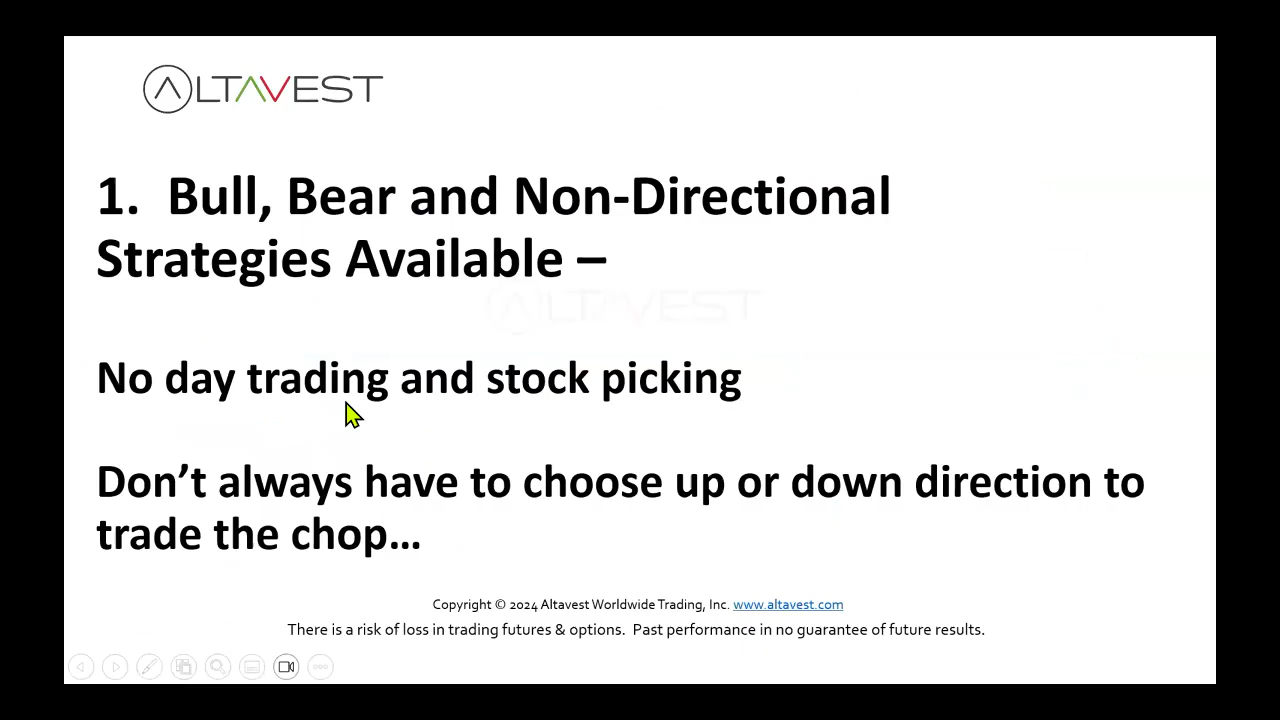 ALTAVEST
1. Bull, Bear and Non-Directional
Strategies Available –
ALTAVEST
No day trading and stock picking
Don’t always have to choose up or down direction to
trade the chop…
Copyright © 2024 Altavest Worldwide Trading, Inc. www.altavest.com
There is a risk of loss in trading futures & options. Past performance in no guarantee of future results.